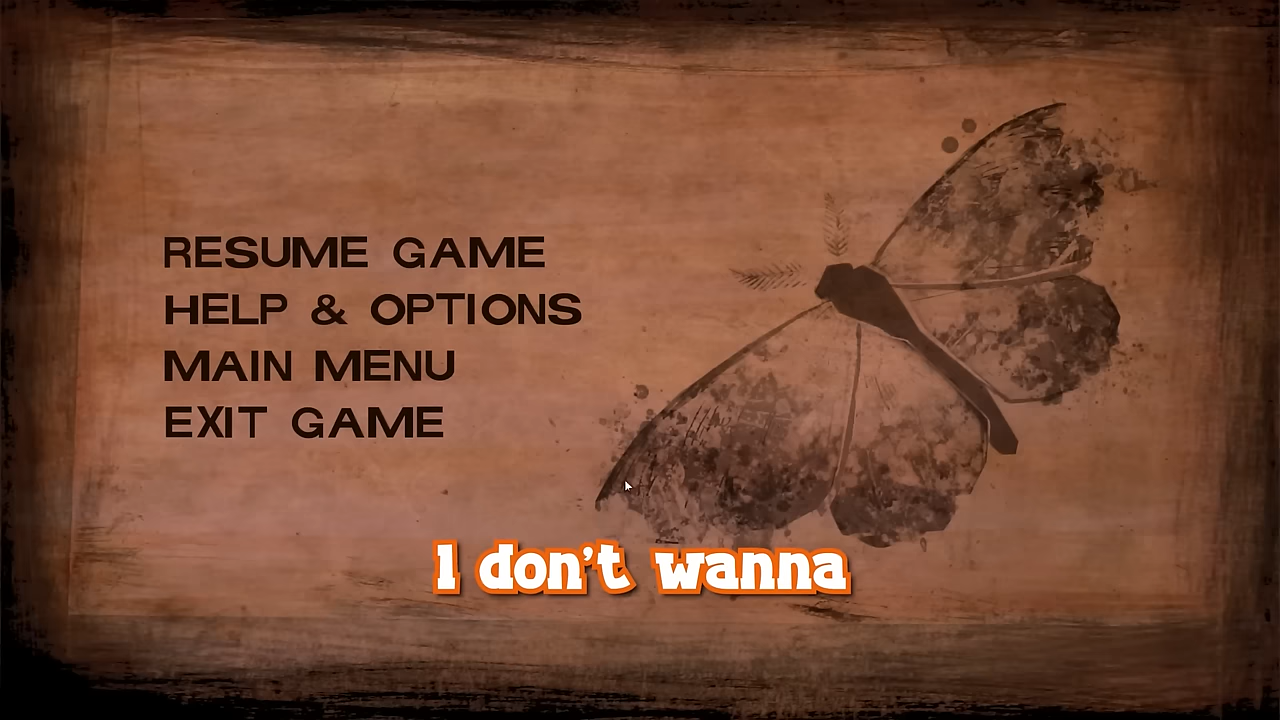 RESUME GAME
HELP & OPTIONS
MAIN MENU
EXIT GAME
I don't wanna